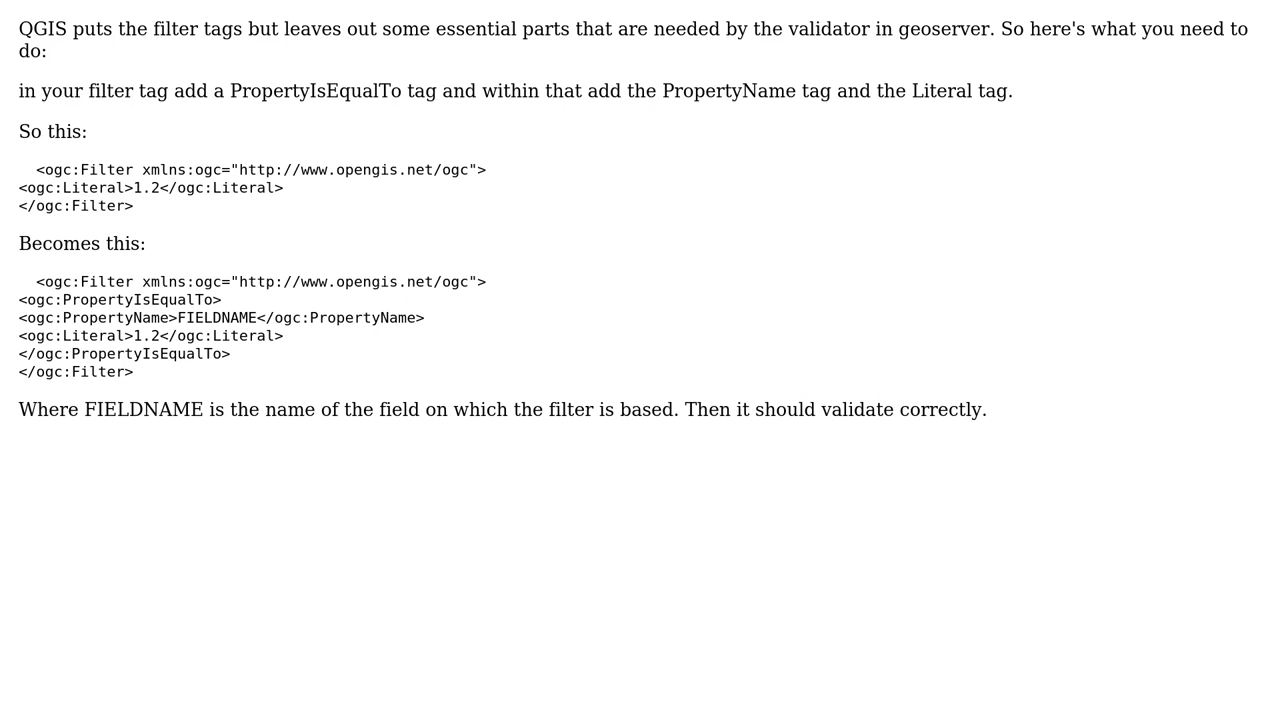 QGIS puts the filter tags but leaves out some essential parts that are needed by the validator in geoserver. So here's what you need to
do:
in your filter tag add a PropertyIsEqualTo tag and within that add the PropertyName tag and the Literal tag.
So this:
  <ogc:Filter xmlns:ogc="http://www.opengis.net/ogc">
<ogc:Literal>1.2</ogc:Literal>
</ogc:Filter>
Becomes this:
  <ogc:Filter xmlns:ogc="http://www.opengis.net/ogc">
<ogc:PropertyIsEqualTo>
<ogc:PropertyName>FIELDNAME</ogc:PropertyName>
<ogc:Literal>1.2</ogc:Literal>
</ogc:PropertyIsEqualTo>
</ogc:Filter>
Where FIELDNAME is the name of the field on which the filter is based. Then it should validate correctly.